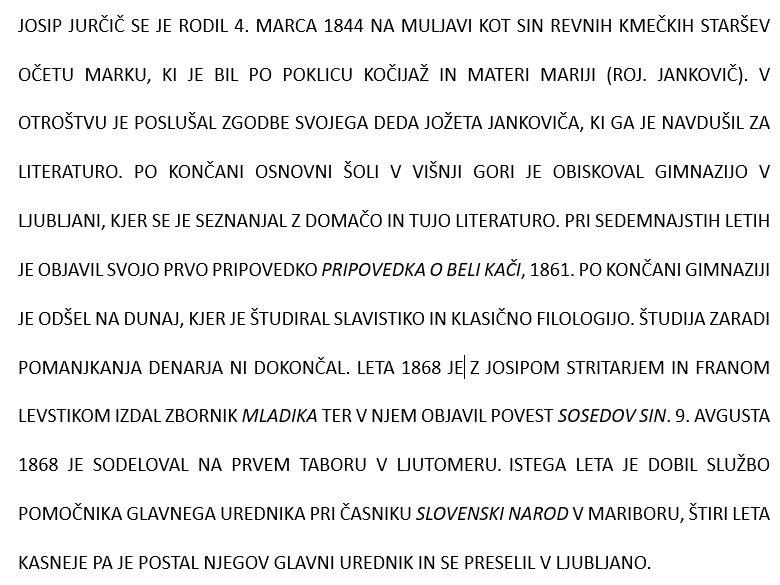 JOSIP JURČIČ SE JE RODIL 4. MARCA 1844 NA MULJAVI KOT SIN REVNIH KMEČKIH STARŠEV
OČETU MARKU, KI JE BIL PO POKLICU KOČIJAŽ IN MATERI MARIJI (ROJ. JANKOVIČ). V
OTROŠTVU JE POSLUŠAL ZGODBE SVOJEGA DEDA JOŽETA JANKOVIČA, KI GA JE NAVDUŠIL ZA
LITERATURO. PO KONČANI OSNOVNI ŠOLI V VIŠNJI GORI JE OBISKOVAL GIMNAZIJO V
LJUBLJANI, KJER SE JE SEZNANJAL Z DOMAČO IN TUJO LITERATURO. PRI SEDEMNAJSTIH LETIH
JE OBJAVIL SVOJO PRVO PRIPOVEDKO PRIPOVEDKA O BELI KAČI, 1861. PO KONČANI GIMNAZIJI
JE ODŠEL NA DUNAJ, KJER JE ŠTUDIRAL SLAVISTIKO IN KLASIČNO FILOLOGIJO. ŠTUDIJA ZARADI
POMANJKANJA DENARJA NI DOKONČAL. LETA 1868 JE Z JOSIPOM STRITARJEM IN FRANOM
LEVSTIKOM IZDAL ZBORNIK MLADIKA TER V NJEM OBJAVIL POVEST SOSEDOV SIN. 9. AVGUSTA
1868 JE SODELOVAL NA PRVEM TABORU V LJUTOMERU. ISTEGA LETA JE DOBIL SLUŽBO
POMOČNIKA GLAVNEGA UREDNIKA PRI ČASNIKU SLOVENSKI NAROD V MARIBORU, ŠTIRI LETA
KASNEJE PA JE POSTAL NJEGOV GLAVNI UREDNIK IN SE PRESELIL V LJUBLJANO.